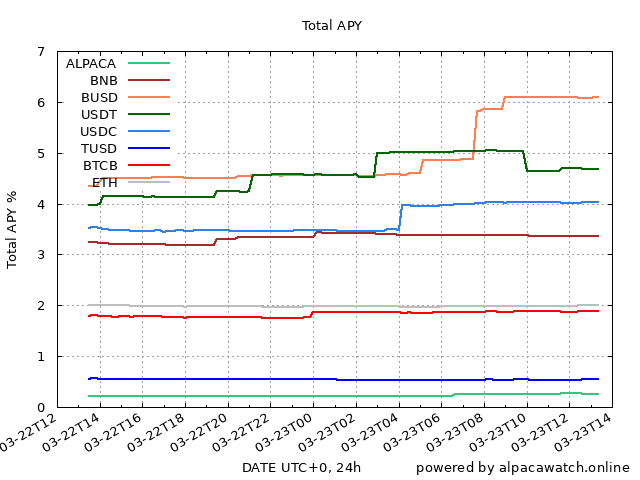 Total APY
7
6
5
4
3
2
1
0
Total APY %
ALPACA
BNB
BUSD
USDT
USDC
TUSD
BTCB
ETH
03-22T12
03-22T14
03-22T16
03-22T18
03-22T20
03-22T22
03-23T00
03-23T02
03-23T04
03-23T06
03-23T08
03-23T10
03-23T12
03-23T14
DATE UTC+0, 24h
powered by alpacawatch.online